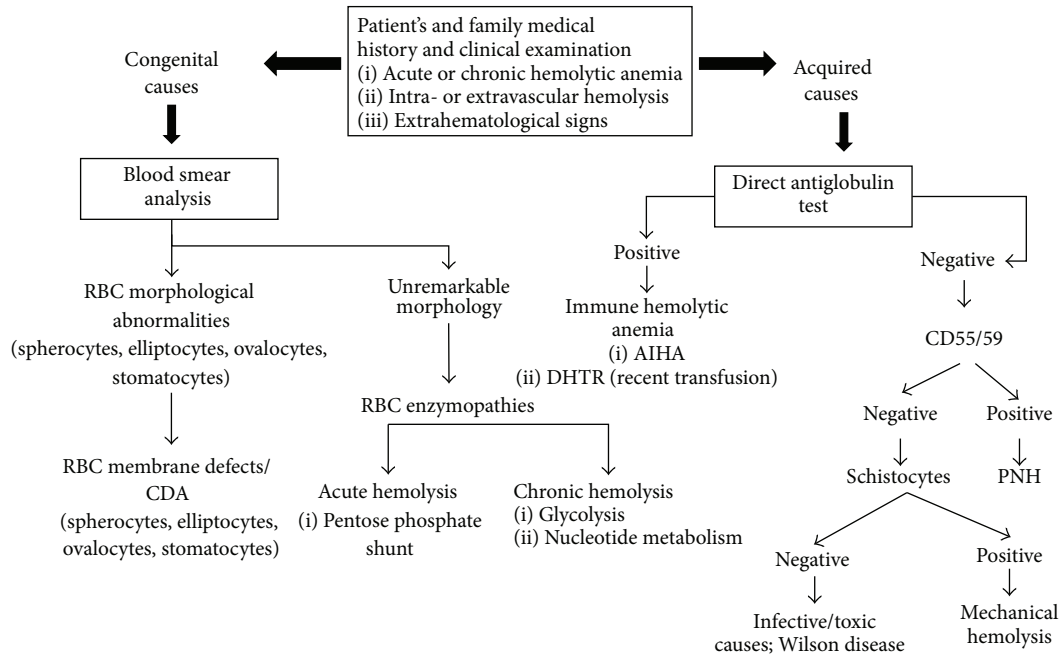 Patient's and family medical
history and clinical examination
(i) Acute or chronic hemolytic anemia
(ii) Intra- or extravascular hemolysis
(iii) Extrahematological signs
Congenital
causes
Acquired
causes
Blood smear
analysis
Direct antiglobulin
test
RBC morphological
abnormalities
(spherocytes, elliptocytes, ovalocytes,
stomatocytes)
Unremarkable
morphology
Positive
Negative
Immune hemolytic
anemia
(i) AIHA
(ii) DHTR (recent transfusion)
CD55/59
RBC enzymopathies
Negative
Positive
RBC membrane defects/
CDA
(spherocytes, elliptocytes,
ovalocytes, stomatocytes)
Acute hemolysis
(i) Pentose phosphate
shunt
Chronic hemolysis
(i) Glycolysis
(ii) Nucleotide metabolism
Schistocytes
PNH
Negative
Positive
Infective/toxic
causes; Wilson disease
Mechanical
hemolysis